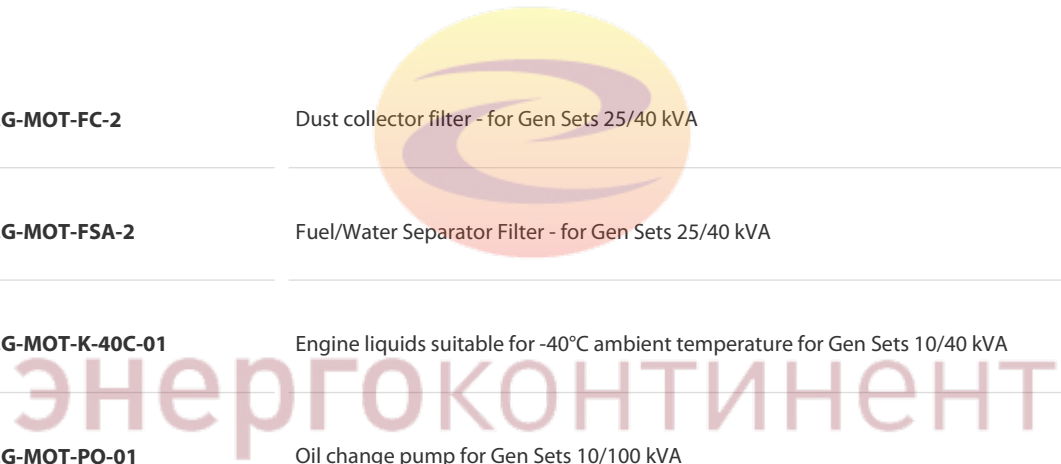 G-MOT-FC-2 Dust collector filter - for Gen Sets 25/40 kVA
G-MOT-FSA-2 Fuel/Water Separator Filter - for Gen Sets 25/40 kVA
G-MOT-K-40C-01 Engine liquids suitable for -40°C ambient temperature for Gen Sets 10/40 kVA
энергоконтинент
G-MOT-PO-01 Oil change pump for Gen Sets 10/100 kVA